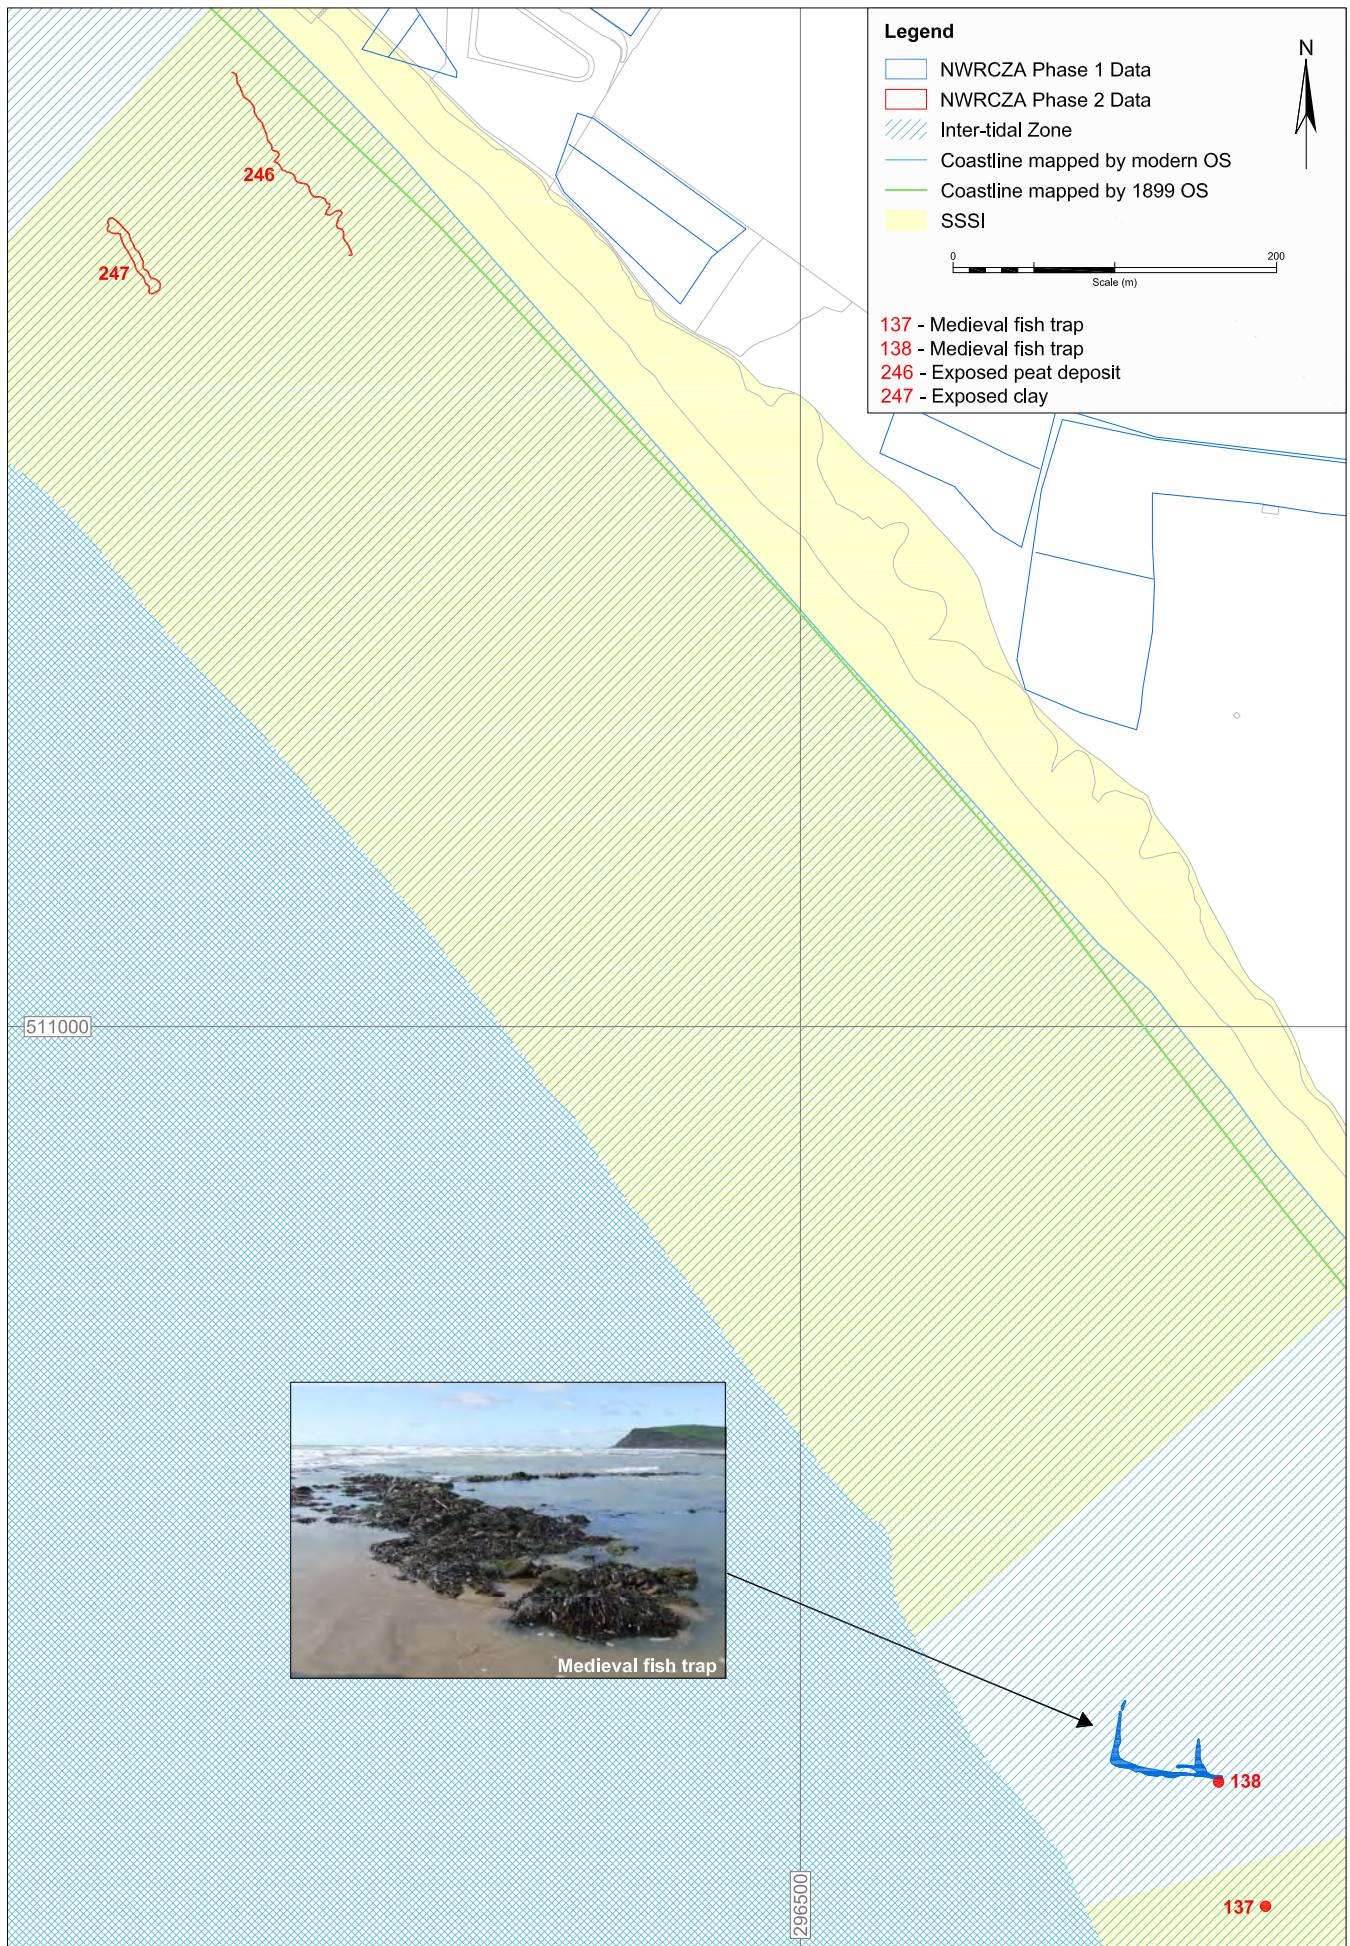 Legend
N
NWRCZA Phase 1 Data
NWRCZA Phase 2 Data
Inter-tidal Zone
Coastline mapped by modern OS
Coastline mapped by 1899 OS
SSSI
0 200
Scale (m)
137 - Medieval fish trap
138 - Medieval fish trap
246 - Exposed peat deposit
247 - Exposed clay
246
247
511000
Medieval fish trap
138
296500
137